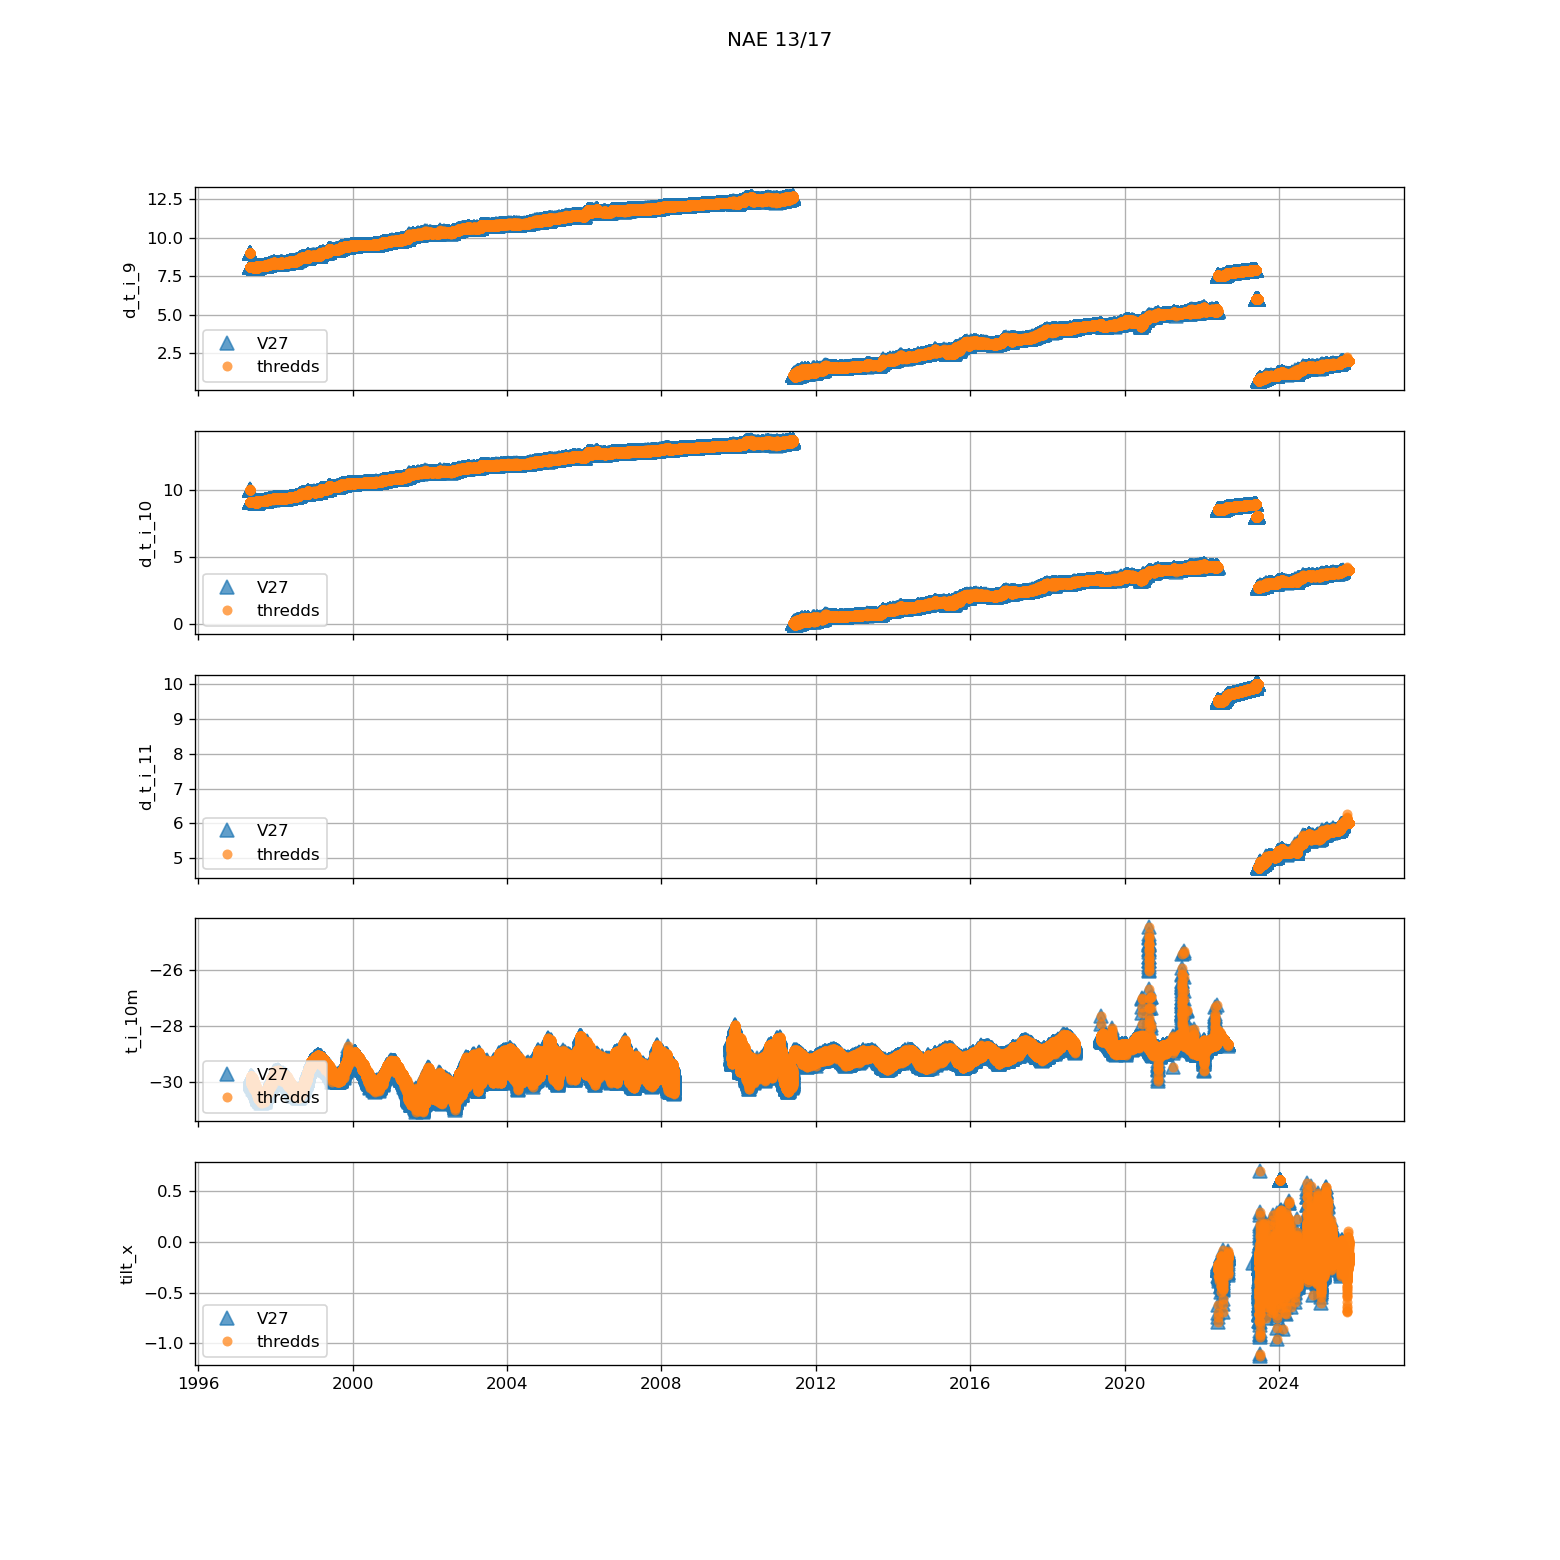 NAE 13/17
12.5
10.0
7.5
5.0
2.5
d_t_i_9
V27
thredds
10
5
0
d_t_i_10
V27
thredds
10
9
8
7
6
5
d_t_i_11
V27
thredds
−26
−28
−30
t_i_10m
V27
thredds
0.5
0.0
−0.5
−1.0
tilt_x
V27
thredds
1996 2000 2004 2008 2012 2016 2020 2024